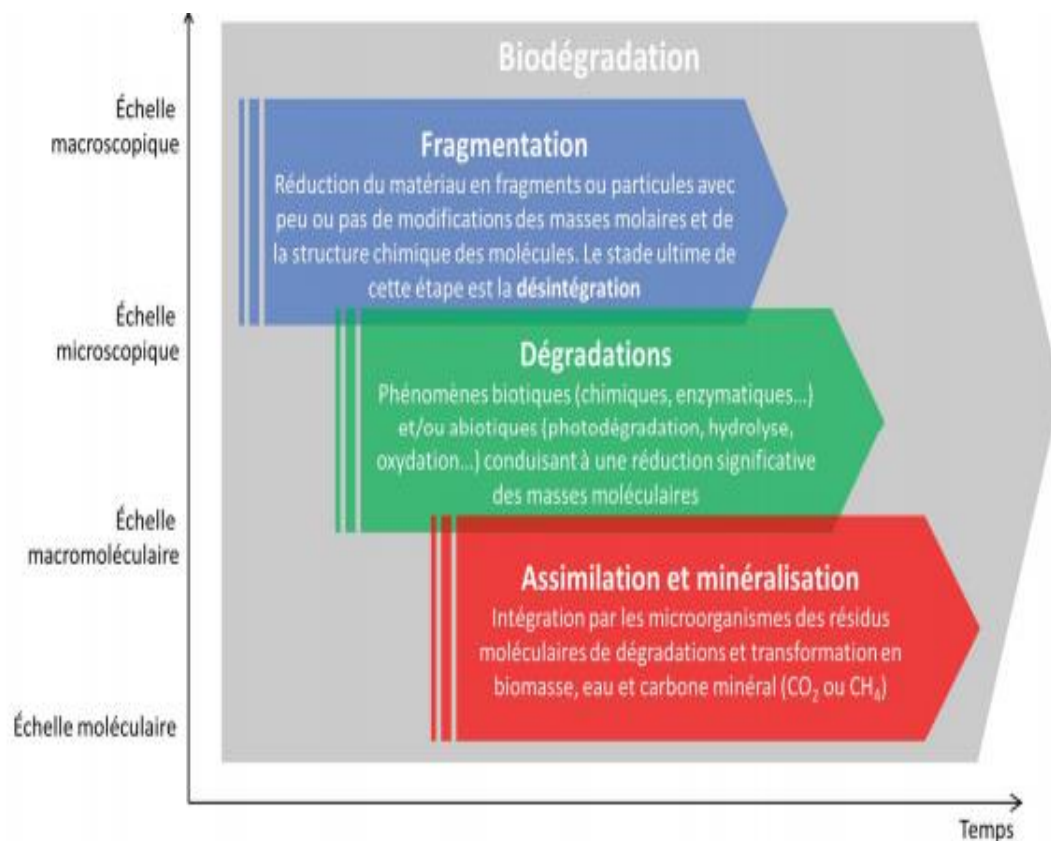 Biodégradation
Échelle
macroscopique
Fragmentation
Réduction du matériau en fragments ou particules avec
peu ou pas de modifications des masses molaires et de
la structure chimique des molécules. Le stade ultime de
cette étape est la désintégration
Échelle
microscopique
Dégradations
Phénomènes biotiques (chimiques, enzymatiques...)
et/ou abiotiques (photodégradation, hydrolyse,
oxydation...) conduisant à une réduction significative
des masses moléculaires
Échelle
macromoléculaire
Assimilation et minéralisation
Intégration par les microorganismes des résidus
moléculaires de dégradations et transformation en
biomasse, eau et carbone minéral (CO₂ ou CH₄)
Échelle moléculaire
Temps